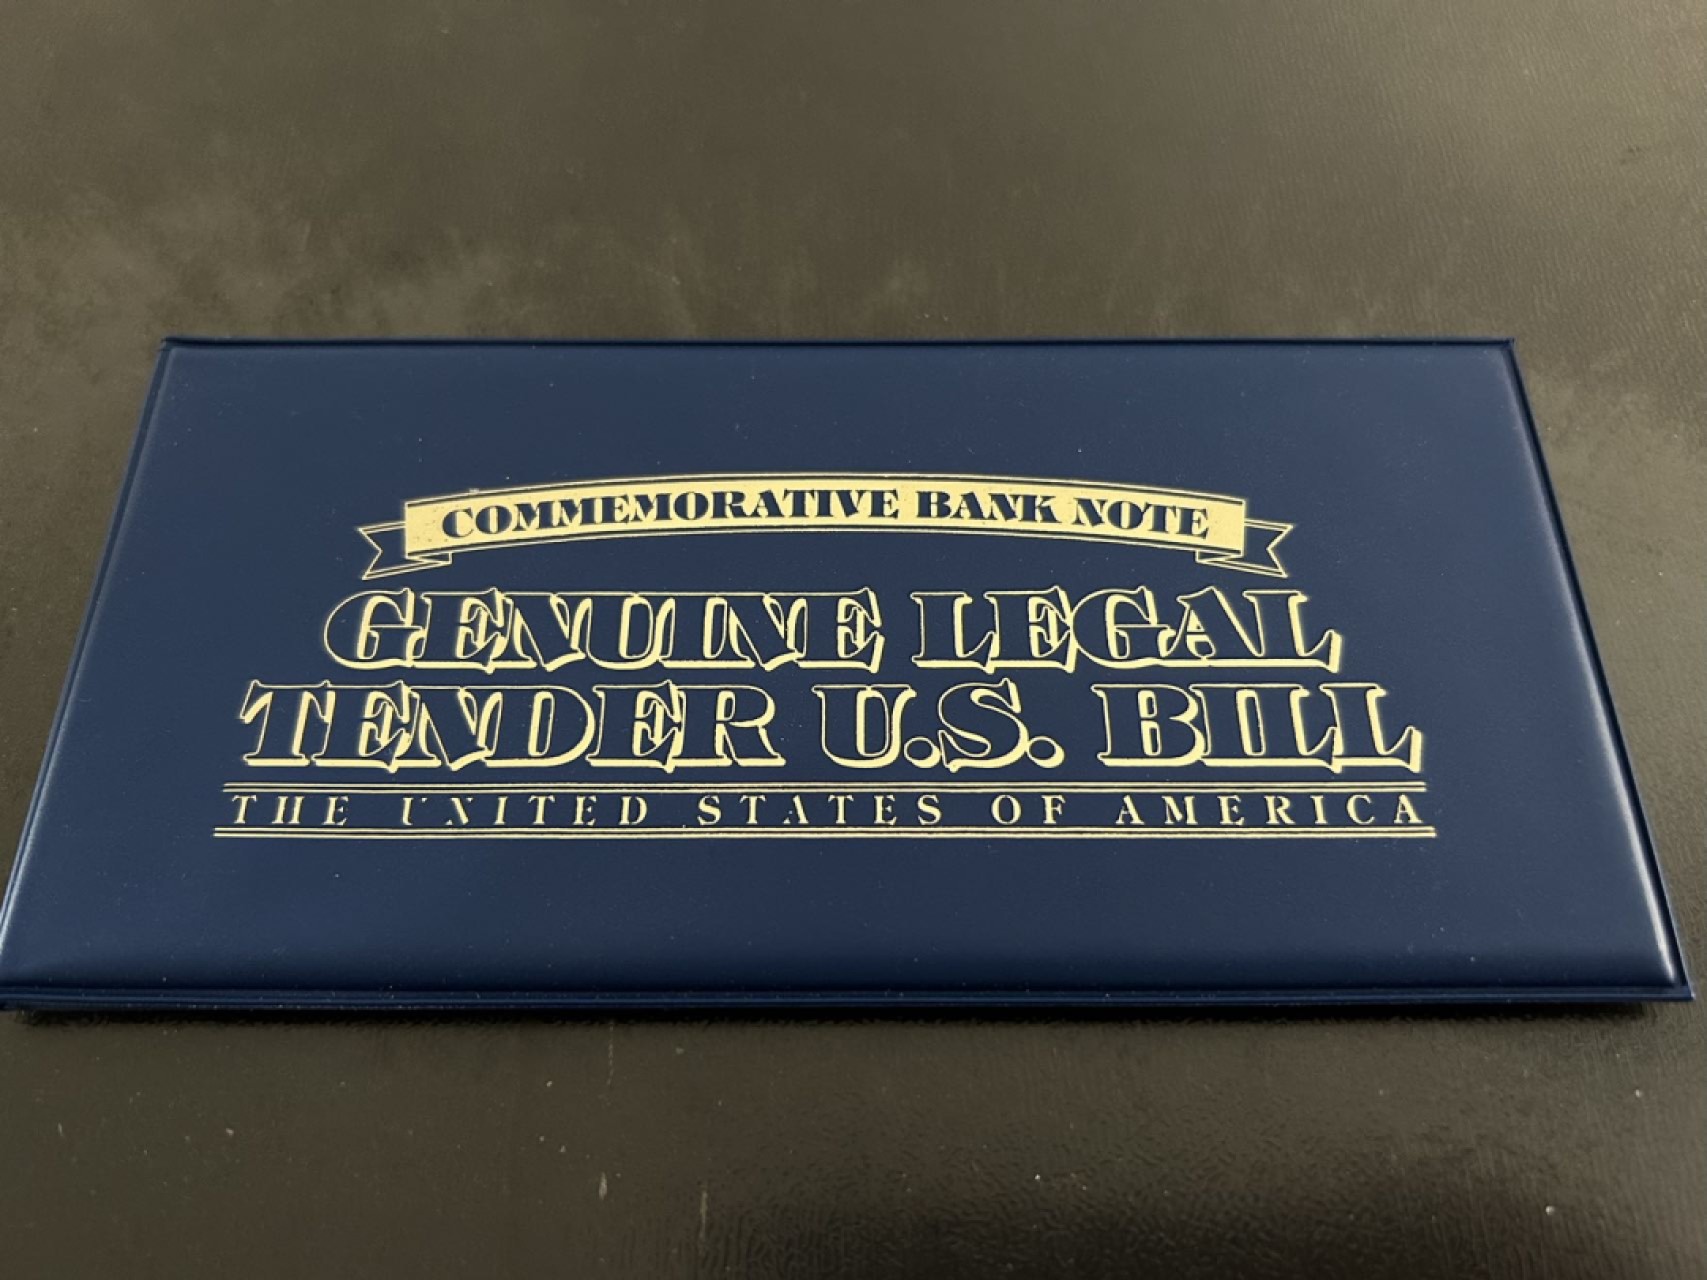 COMMEMORATIVE BANK NOTE
GENUINE LEGAL
TENDER U.S. BILL
THE UNITED STATES OF AMERICA